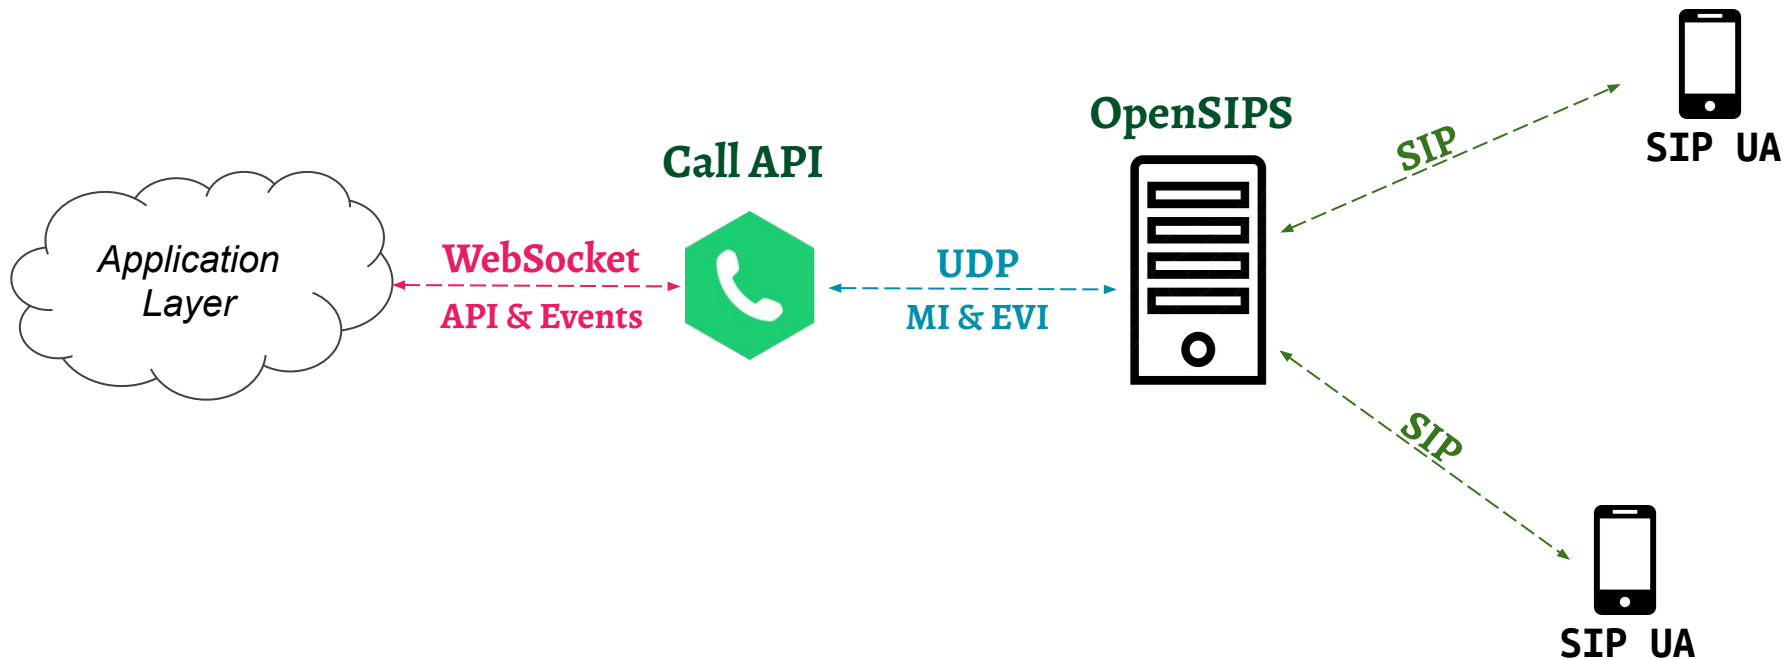 Application
Layer
WebSocket
API & Events
Call API
UDP
MI & EVI
OpenSIPS
SIP
SIP UA
SIP
SIP UA